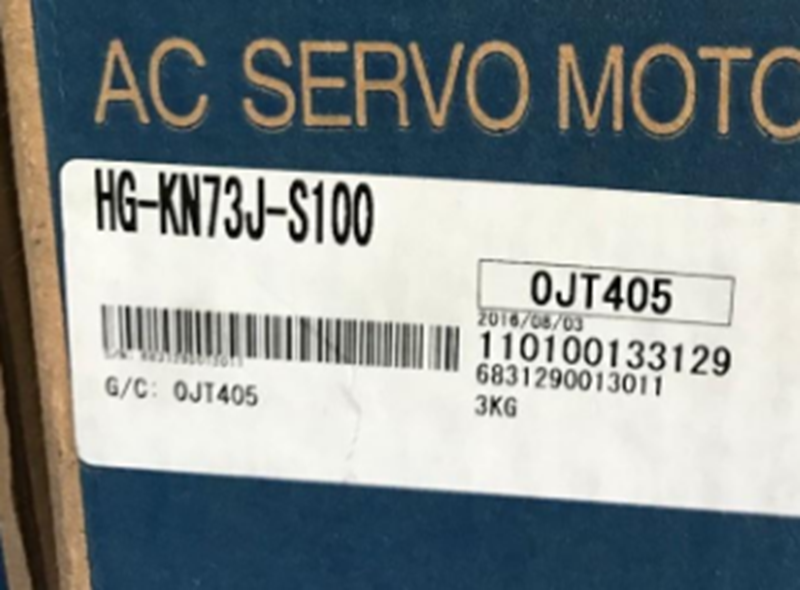 AC SERVO MOTO
HG-KN73J-S100
0JT405
2016/08/03
110100133129
6831290013011
3KG
G/C: 0JT405